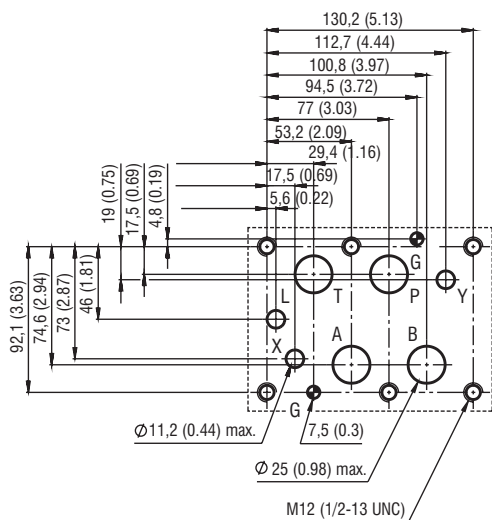 130,2 (5.13)
112,7 (4.44)
100,8 (3.97)
94,5 (3.72)
77 (3.03)
53,2 (2.09)
29,4 (1.16)
17,5 (0.69)
5,6 (0.22)
19 (0.75)
17,5 (0.69)
4,8 (0.19)
92,1 (3.63)
74,6 (2.94)
73 (2.87)
46 (1.81)
G
L T P Y
X A B
G
Ø11,2 (0.44) max.
7,5 (0.3)
Ø 25 (0.98) max.
M12 (1/2-13 UNC)